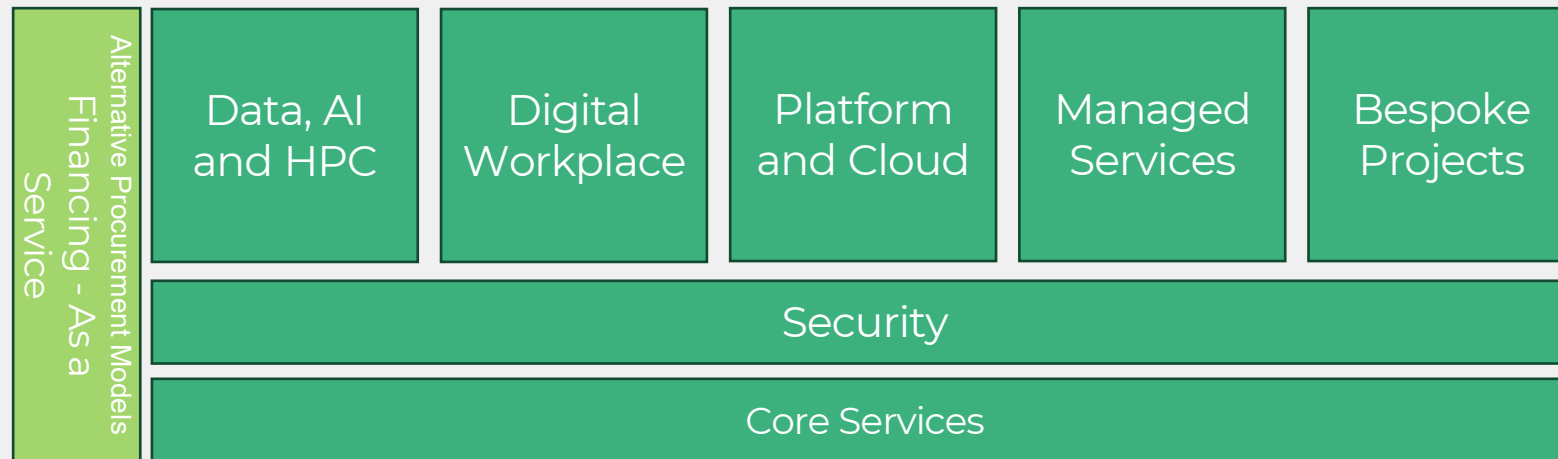 Alternative Procurement Models
Financing - As a
Service
Data, AI
and HPC
Digital
Workplace
Platform
and Cloud
Managed
Services
Bespoke
Projects
Security
Core Services